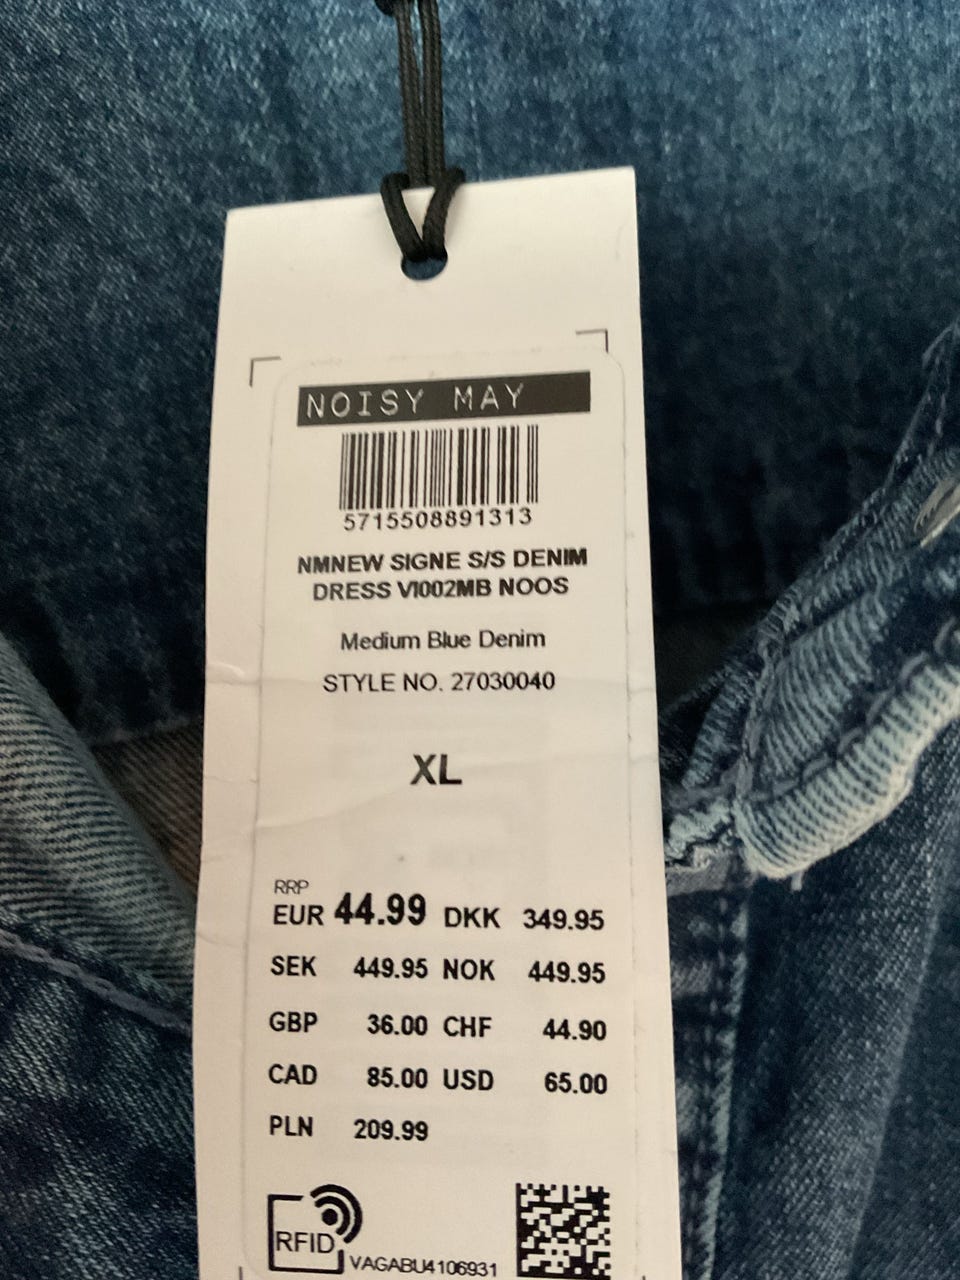 NOISY MAY
5715508891313
NMNEW SIGNE S/S DENIM
DRESS VI002MB NOOS
Medium Blue Denim
STYLE NO. 27030040
XL
RRP
EUR 44.99 DKK 349.95
SEK 449.95 NOK 449.95
GBP 36.00 CHF 44.90
CAD 85.00 USD 65.00
PLN 209.99
RFID
VAGABU4106931